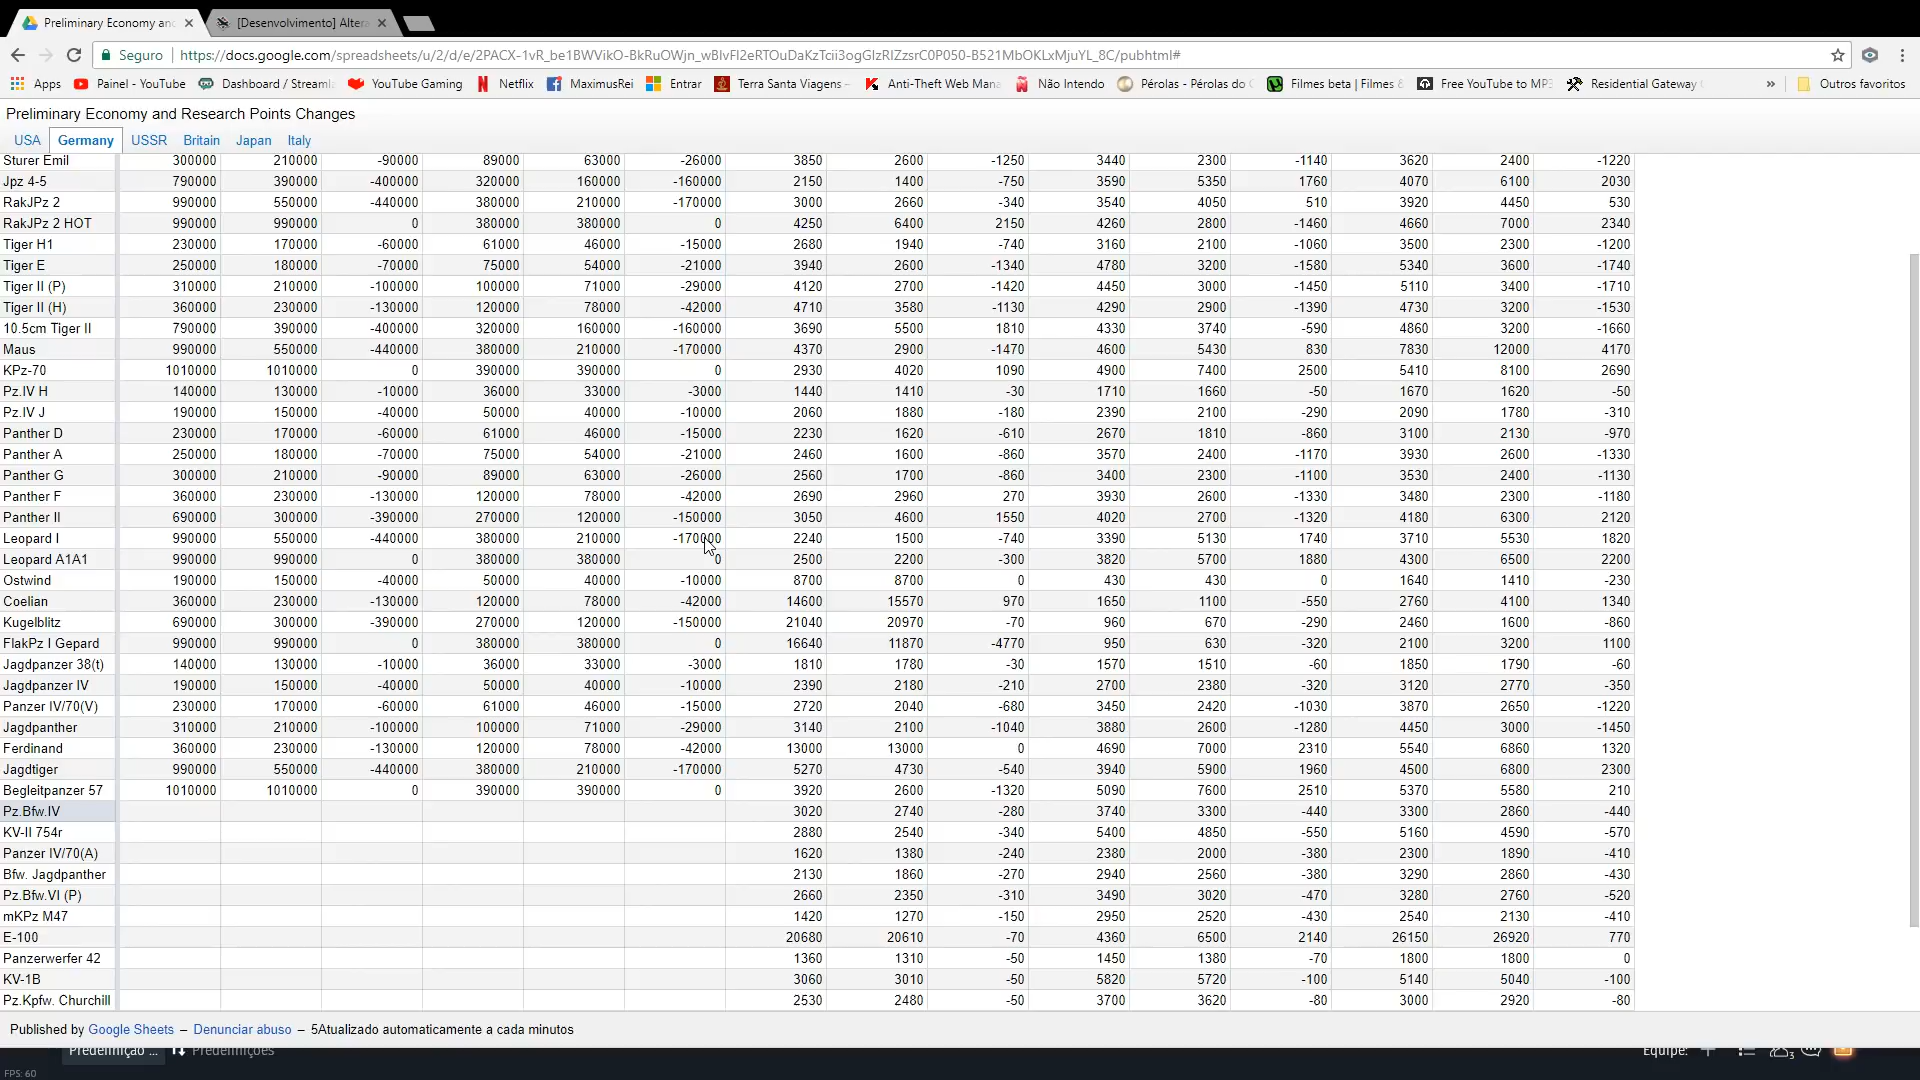 Preliminary Economy and
[Desenvolvimento] Altera
Seguro
https://docs.google.com/spreadsheets/u/2/d/e/2PACX-1vR_be1BWVikO-BkRuOWjn_wBlvFl2eRTOuDaKzTcii3ogGlzRIZzsrC0P050-B521MbOKLxMjuYL_8C/pubhtml#
Apps Painel - YouTube Dashboard / Streaml YouTube Gaming Netflix MaximusRei Entrar Terra Santa Viagens - Anti-Theft Web Mana Não Intendo Pérolas - Pérolas do Filmes beta | Filmes & Free YouTube to MP3 Residential Gateway » Outros favoritos
Preliminary Economy and Research Points Changes
USA Germany USSR Britain Japan Italy
Sturer Emil 300000 210000 -90000 89000 63000 -26000 3850 2600 -1250 3440 2300 -1140 3620 2400 -1220
Jpz 4-5 790000 390000 -400000 320000 160000 -160000 2150 1400 -750 3590 5350 1760 4070 6100 2030
RakJPz 2 990000 550000 -440000 380000 210000 -170000 3000 2660 -340 3540 4050 510 3920 4450 530
RakJPz 2 HOT 990000 990000 0 380000 380000 0 4250 6400 2150 4260 2800 -1460 4660 7000 2340
Tiger H1 230000 170000 -60000 61000 46000 -15000 2680 1940 -740 3160 2100 -1060 3500 2300 -1200
Tiger E 250000 180000 -70000 75000 54000 -21000 3940 2600 -1340 4780 3200 -1580 5340 3600 -1740
Tiger II (P) 310000 210000 -100000 100000 71000 -29000 4120 2700 -1420 4450 3000 -1450 5110 3400 -1710
Tiger II (H) 360000 230000 -130000 120000 78000 -42000 4710 3580 -1130 4290 2900 -1390 4730 3200 -1530
10.5cm Tiger II 790000 390000 -400000 320000 160000 -160000 3690 5500 1810 4330 3740 -590 4860 3200 -1660
Maus 990000 550000 -440000 380000 210000 -170000 4370 2900 -1470 4600 5430 830 7830 12000 4170
KPz-70 1010000 1010000 0 390000 390000 0 2930 4020 1090 4900 7400 2500 5410 8100 2690
Pz.IV H 140000 130000 -10000 36000 33000 -3000 1440 1410 -30 1710 1660 -50 1670 1620 -50
Pz.IV J 190000 150000 -40000 50000 40000 -10000 2060 1880 -180 2390 2100 -290 2090 1780 -310
Panther D 230000 170000 -60000 61000 46000 -15000 2230 1620 -610 2670 1810 -860 3100 2130 -970
Panther A 250000 180000 -70000 75000 54000 -21000 2460 1600 -860 3570 2400 -1170 3930 2600 -1330
Panther G 300000 210000 -90000 89000 63000 -26000 2560 1700 -860 3400 2300 -1100 3530 2400 -1130
Panther F 360000 230000 -130000 120000 78000 -42000 2690 2960 270 3930 2600 -1330 3480 2300 -1180
Panther II 690000 300000 -390000 270000 120000 -150000 3050 4600 1550 4020 2700 -1320 4180 6300 2120
Leopard I 990000 550000 -440000 380000 210000 -170000 2240 1500 -740 3390 5130 1740 3710 5530 1820
Leopard A1A1 990000 990000 0 380000 380000 0 2500 2200 -300 3820 5700 1880 4300 6500 2200
Ostwind 190000 150000 -40000 50000 40000 -10000 8700 8700 0 430 430 0 1640 1410 -230
Coelian 360000 230000 -130000 120000 78000 -42000 14600 15570 970 1650 1100 -550 2760 4100 1340
Kugelblitz 690000 300000 -390000 270000 120000 -150000 21040 20970 -70 960 670 -290 2460 1600 -860
FlakPz I Gepard 990000 990000 0 380000 380000 0 16640 11870 -4770 950 630 -320 2100 3200 1100
Jagdpanzer 38(t) 140000 130000 -10000 36000 33000 -3000 1810 1780 -30 1570 1510 -60 1850 1790 -60
Jagdpanzer IV 190000 150000 -40000 50000 40000 -10000 2390 2180 -210 2700 2380 -320 3120 2770 -350
Panzer IV/70(V) 230000 170000 -60000 61000 46000 -15000 2720 2040 -680 3450 2420 -1030 3870 2650 -1220
Jagdpanther 310000 210000 -100000 100000 71000 -29000 3140 2100 -1040 3880 2600 -1280 4450 3000 -1450
Ferdinand 360000 230000 -130000 120000 78000 -42000 13000 13000 0 4690 7000 2310 5540 6860 1320
Jagdtiger 990000 550000 -440000 380000 210000 -170000 5270 4730 -540 3940 5900 1960 4500 6800 2300
Begleitpanzer 57 1010000 1010000 0 390000 390000 0 3920 2600 -1320 5090 7600 2510 5370 5580 210
Pz.Bfw.IV 3020 2740 -280 3740 3300 -440 3300 2860 -440
KV-II 754r 2880 2540 -340 5400 4850 -550 5160 4590 -570
Panzer IV/70(A) 1620 1380 -240 2380 2000 -380 2300 1890 -410
Bfw. Jagdpanther 2130 1860 -270 2940 2560 -380 3290 2860 -430
Pz.Bfw.VI (P) 2660 2350 -310 3490 3020 -470 3280 2760 -520
mKPz M47 1420 1270 -150 2950 2520 -430 2540 2130 -410
E-100 20680 20610 -70 4360 6500 2140 26150 26920 770
Panzerwerfer 42 1360 1310 -50 1450 1380 -70 1800 1800 0
KV-1B 3060 3010 -50 5820 5720 -100 5140 5040 -100
Pz.Kpfw. Churchill 2530 2480 -50 3700 3620 -80 3000 2920 -80
Published by Google Sheets – Denunciar abuso – 5Atualizado automaticamente a cada minutos
Predefinição ... Predefinições Equipe: 3
FPS: 60